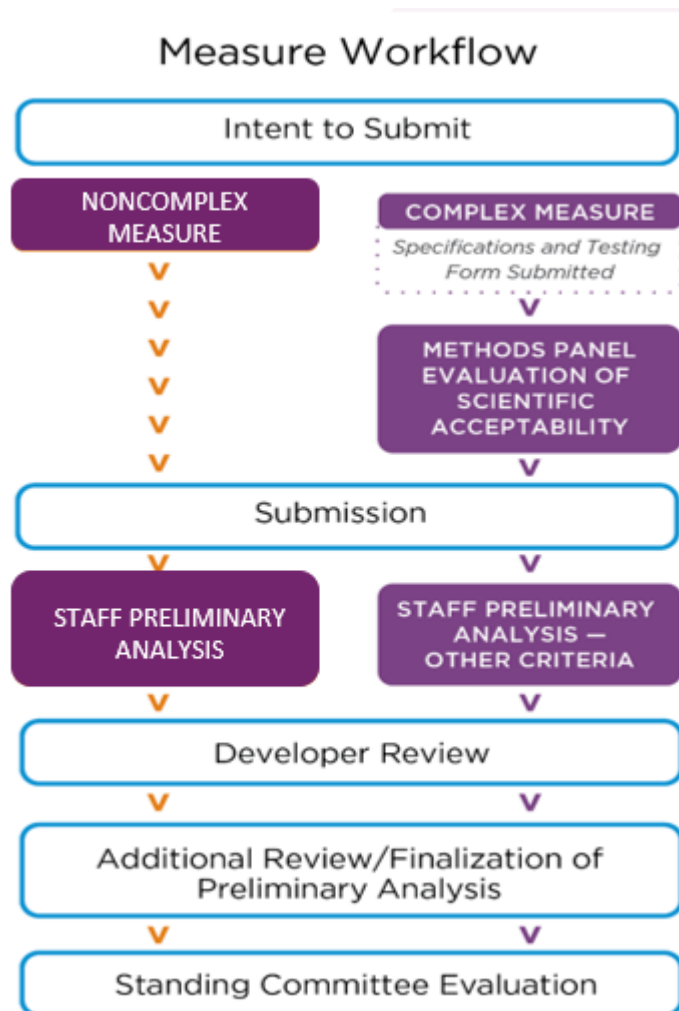 Measure Workflow
Intent to Submit
NONCOMPLEX
MEASURE
COMPLEX MEASURE
Specifications and Testing
Form Submitted
METHODS PANEL
EVALUATION OF
SCIENTIFIC
ACCEPTABILITY
Submission
STAFF PRELIMINARY
ANALYSIS
STAFF PRELIMINARY
ANALYSIS —
OTHER CRITERIA
Developer Review
Additional Review/Finalization of
Preliminary Analysis
Standing Committee Evaluation